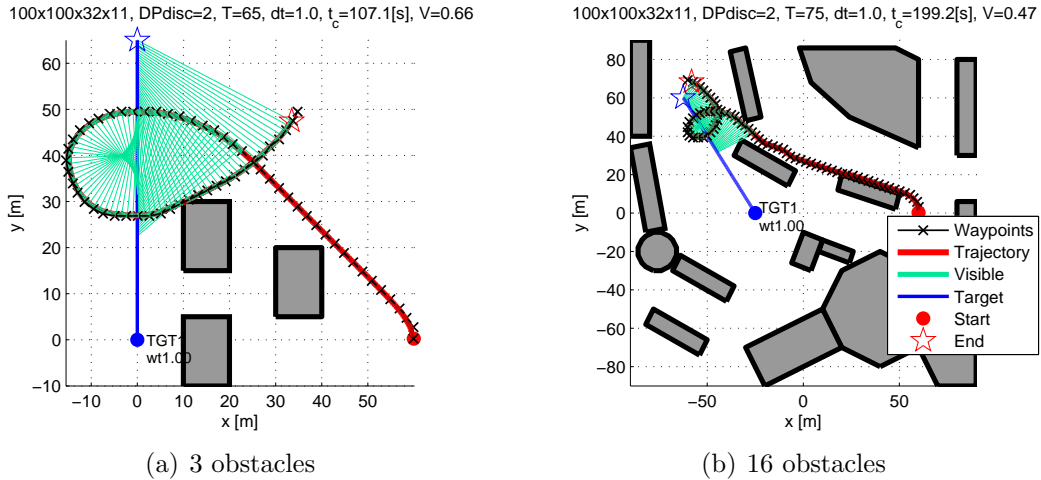 100x100x32x11, DPdisc=2, T=65, dt=1.0, t_c=107.1[s], V=0.66
60
50
40
30
20
10
0
−10
y [m]
TGT1
wt1.00
−10
0
10
20
30
40
50
x [m]
(a) 3 obstacles
100x100x32x11, DPdisc=2, T=75, dt=1.0, t_c=199.2[s], V=0.47
80
60
40
20
0
−20
−40
−60
−80
y [m]
TGT1
wt1.00
Waypoints
Trajectory
Visible
Target
Start
End
−50
0
50
x [m]
(b) 16 obstacles